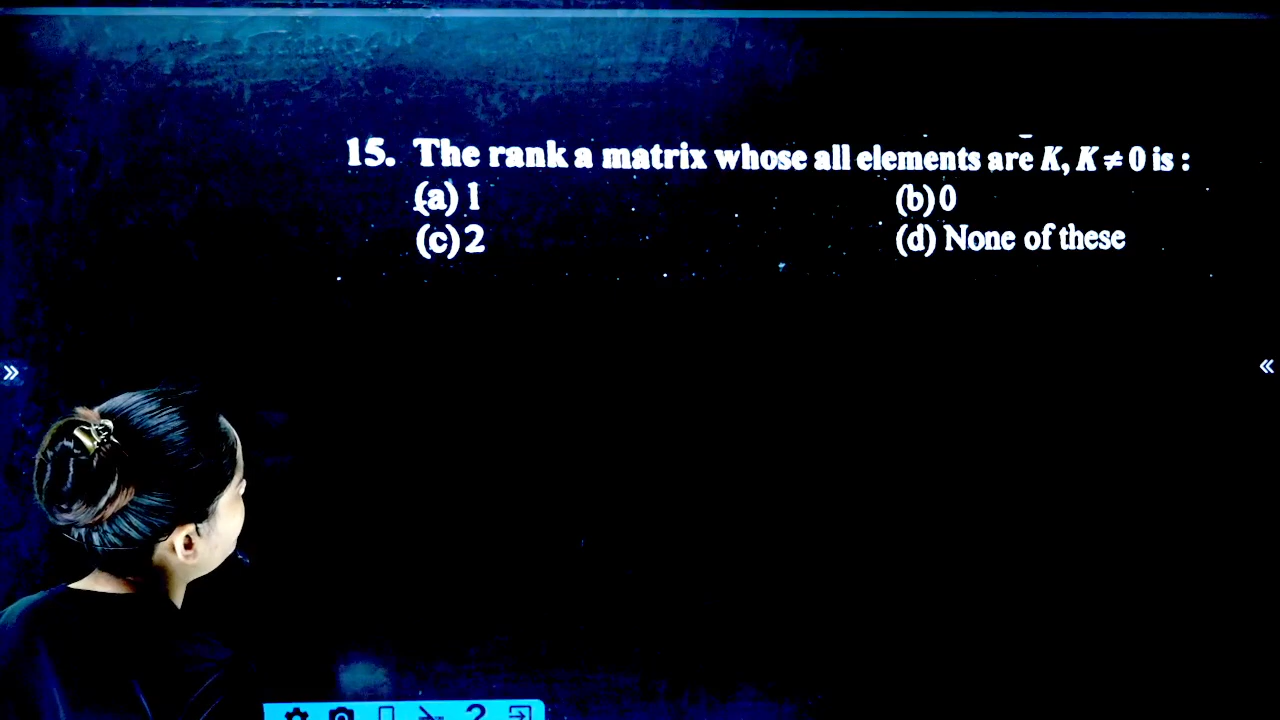 15. The rank a matrix whose all elements are K, K ≠ 0 is :
(a) 1 (b) 0
(c) 2 (d) None of these